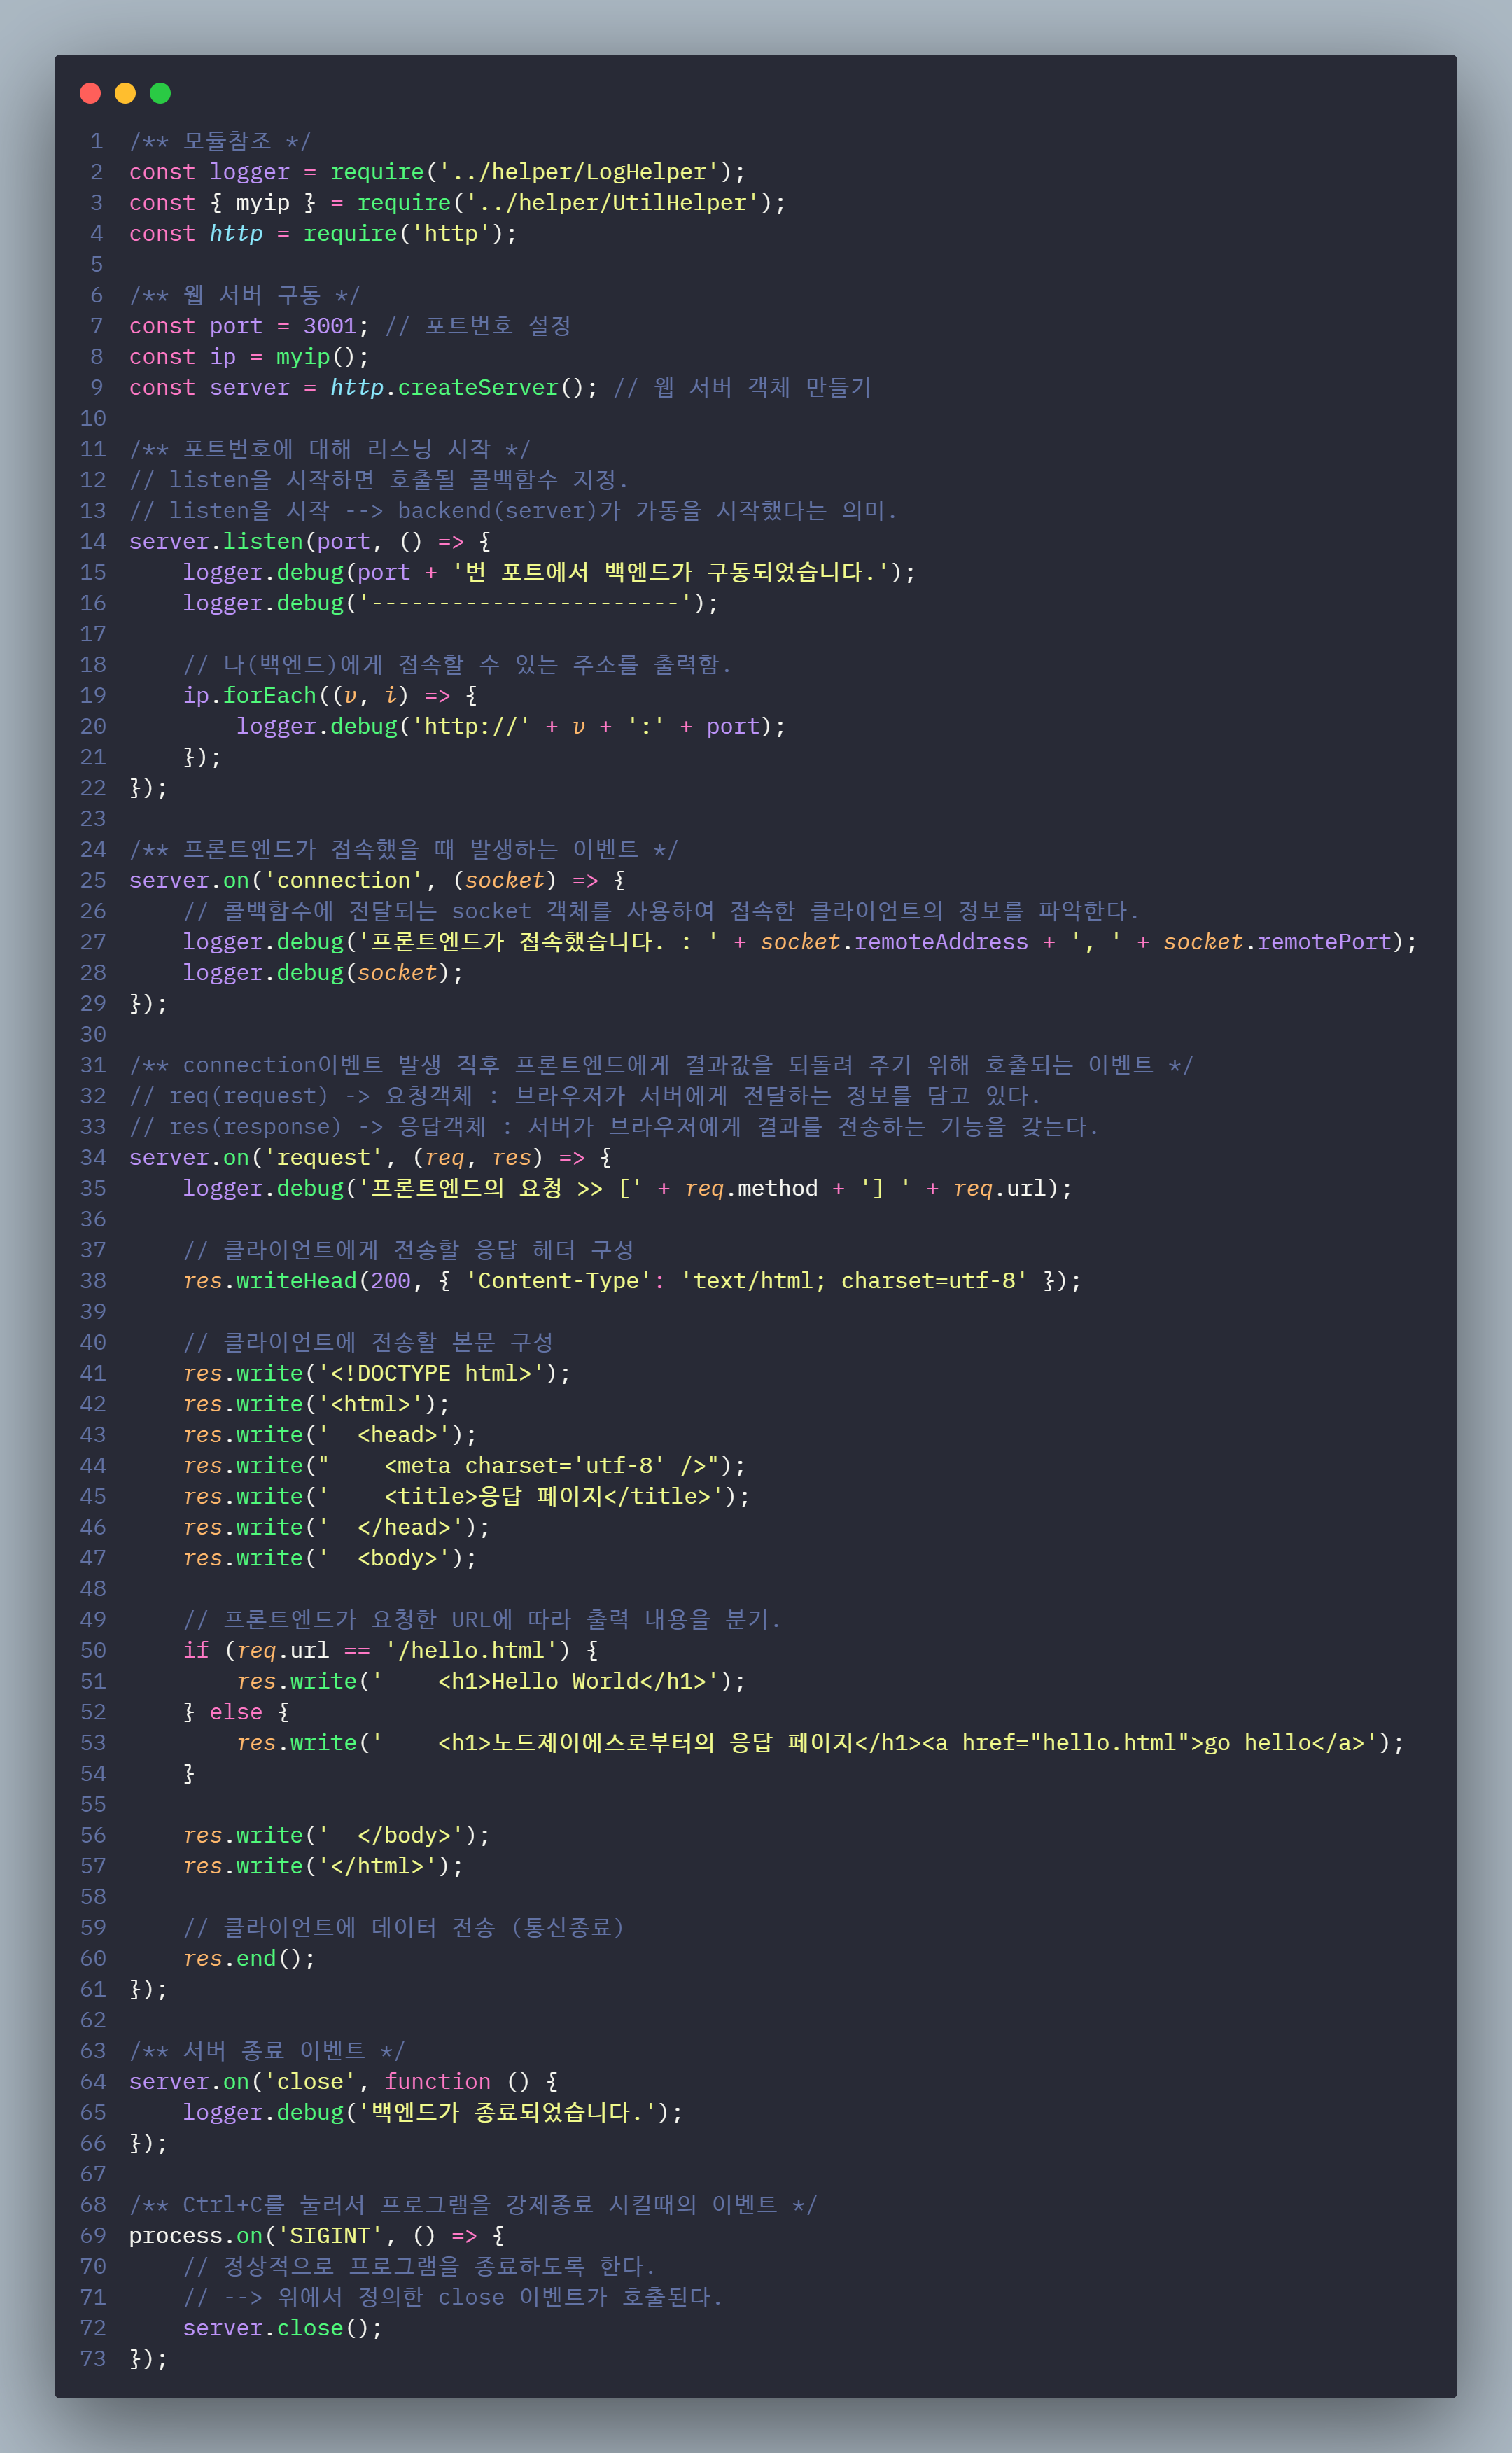 1 /** 모듈참조 */
2 const logger = require('../helper/LogHelper');
3 const { myip } = require('../helper/UtilHelper');
4 const http = require('http');
5
6 /** 웹 서버 구동 */
7 const port = 3001; // 포트번호 설정
8 const ip = myip();
9 const server = http.createServer(); // 웹 서버 객체 만들기
10
11 /** 포트번호에 대해 리스닝 시작 */
12 // listen을 시작하면 호출될 콜백함수 지정.
13 // listen을 시작 --> backend(server)가 가동을 시작했다는 의미.
14 server.listen(port, () => {
15     logger.debug(port + '번 포트에서 백엔드가 구동되었습니다.');
16     logger.debug('-----------------------');
17
18     // 나(백엔드)에게 접속할 수 있는 주소를 출력함.
19     ip.forEach((v, i) => {
20         logger.debug('http://' + v + ':' + port);
21     });
22 });
23
24 /** 프론트엔드가 접속했을 때 발생하는 이벤트 */
25 server.on('connection', (socket) => {
26     // 콜백함수에 전달되는 socket 객체를 사용하여 접속한 클라이언트의 정보를 파악한다.
27     logger.debug('프론트엔드가 접속했습니다. : ' + socket.remoteAddress + ', ' + socket.remotePort);
28     logger.debug(socket);
29 });
30
31 /** connection이벤트 발생 직후 프론트엔드에게 결과값을 되돌려 주기 위해 호출되는 이벤트 */
32 // req(request) -> 요청객체 : 브라우저가 서버에게 전달하는 정보를 담고 있다.
33 // res(response) -> 응답객체 : 서버가 브라우저에게 결과를 전송하는 기능을 갖는다.
34 server.on('request', (req, res) => {
35     logger.debug('프론트엔드의 요청 >> [' + req.method + '] ' + req.url);
36
37     // 클라이언트에게 전송할 응답 헤더 구성
38     res.writeHead(200, { 'Content-Type': 'text/html; charset=utf-8' });
39
40     // 클라이언트에 전송할 본문 구성
41     res.write('<!DOCTYPE html>');
42     res.write('<html>');
43     res.write('  <head>');
44     res.write("    <meta charset='utf-8' />");
45     res.write('    <title>응답 페이지</title>');
46     res.write('  </head>');
47     res.write('  <body>');
48
49     // 프론트엔드가 요청한 URL에 따라 출력 내용을 분기.
50     if (req.url == '/hello.html') {
51         res.write('    <h1>Hello World</h1>');
52     } else {
53         res.write('    <h1>노드제이에스로부터의 응답 페이지</h1><a href="hello.html">go hello</a>');
54     }
55
56     res.write('  </body>');
57     res.write('</html>');
58
59     // 클라이언트에 데이터 전송 (통신종료)
60     res.end();
61 });
62
63 /** 서버 종료 이벤트 */
64 server.on('close', function () {
65     logger.debug('백엔드가 종료되었습니다.');
66 });
67
68 /** Ctrl+C를 눌러서 프로그램을 강제종료 시킬때의 이벤트 */
69 process.on('SIGINT', () => {
70     // 정상적으로 프로그램을 종료하도록 한다.
71     // --> 위에서 정의한 close 이벤트가 호출된다.
72     server.close();
73 });